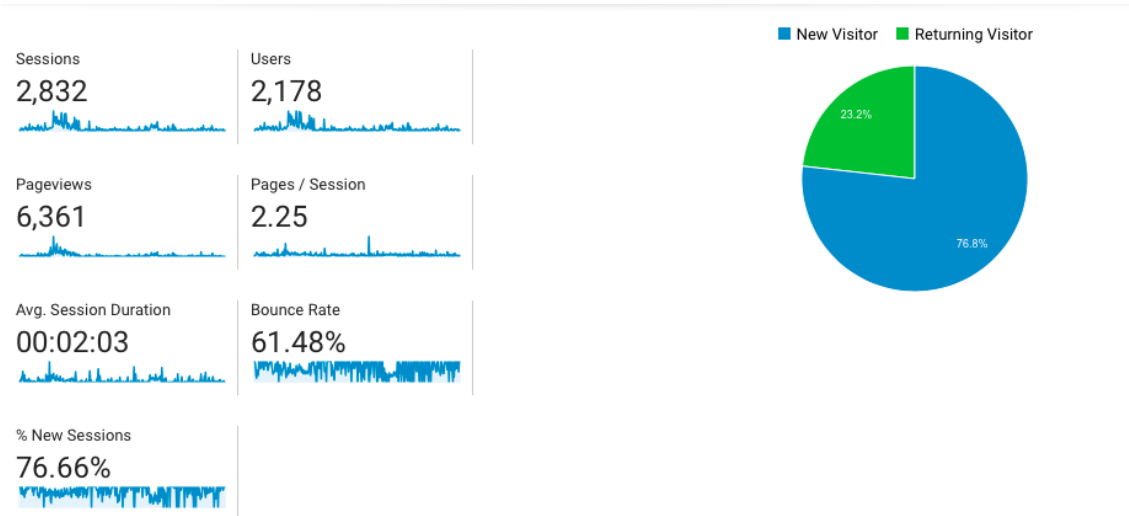 New Visitor
Returning Visitor
Sessions
2,832
Users
2,178
Pageviews
6,361
Pages / Session
2.25
Avg. Session Duration
00:02:03
Bounce Rate
61.48%
% New Sessions
76.66%
23.2%
76.8%